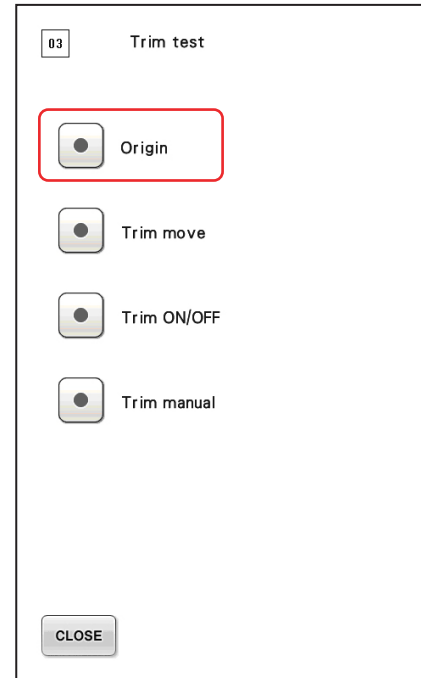 03
Trim test
Origin
Trim move
Trim ON/OFF
Trim manual
CLOSE